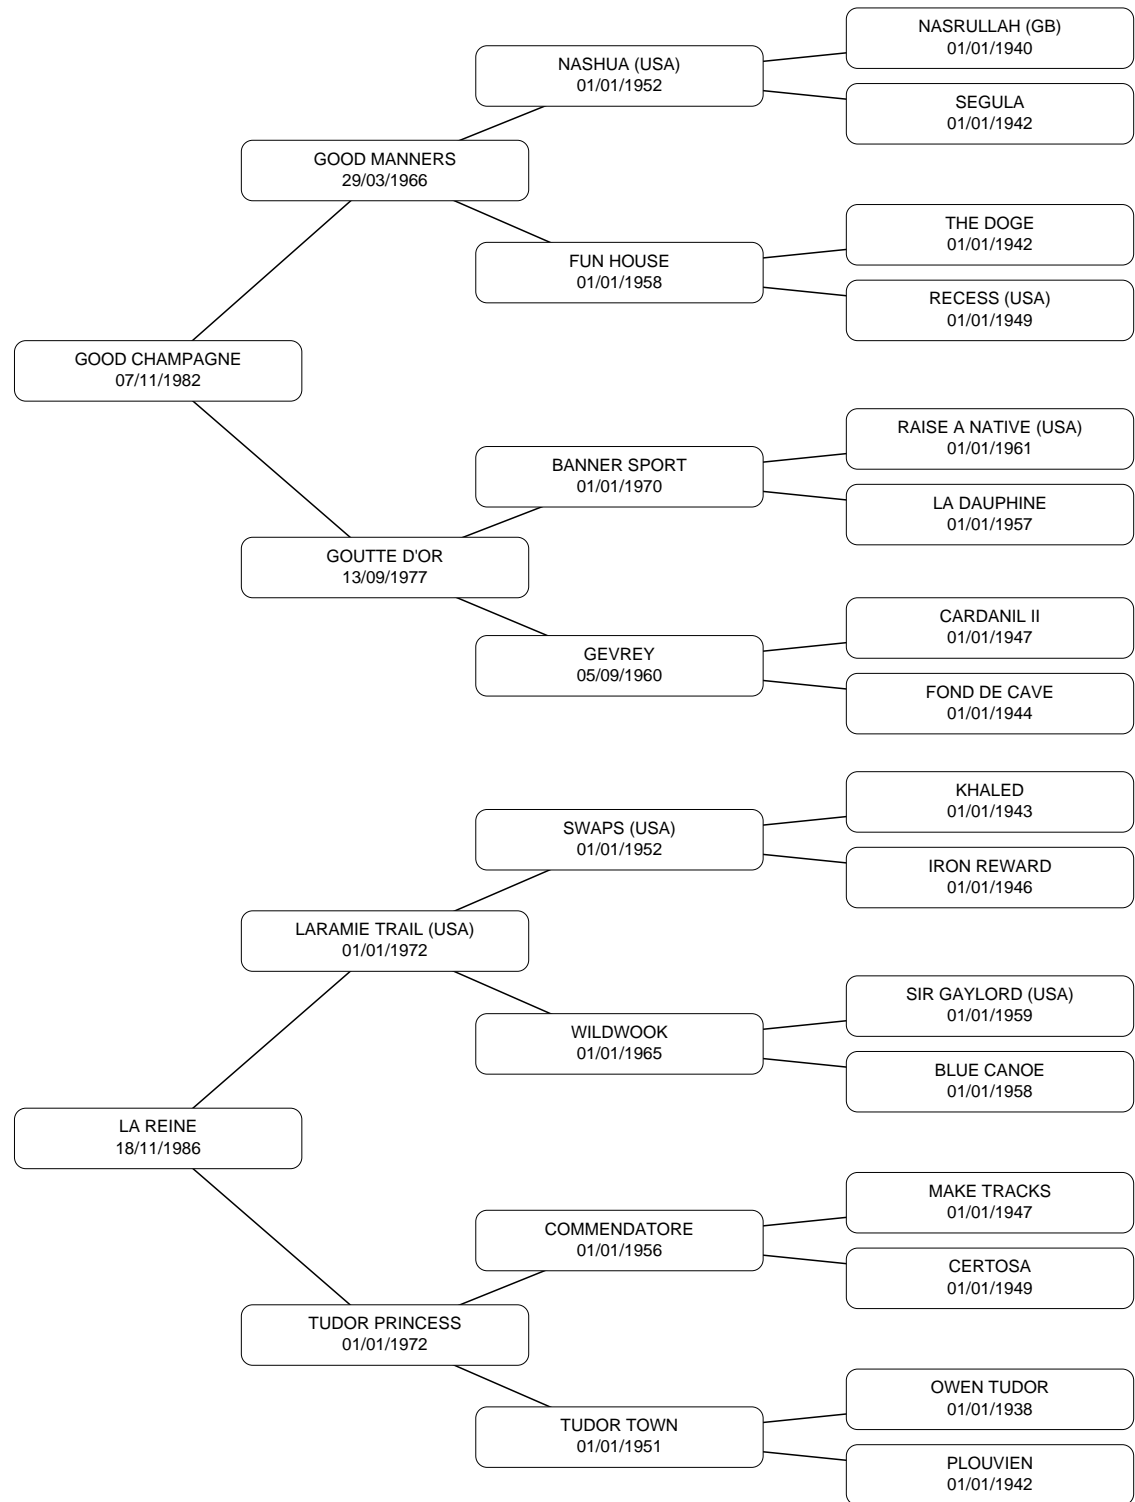 NASRULLAH (GB)
01/01/1940
NASHUA (USA)
01/01/1952
SEGULA
01/01/1942
GOOD MANNERS
29/03/1966
THE DOGE
01/01/1942
FUN HOUSE
01/01/1958
RECESS (USA)
01/01/1949
GOOD CHAMPAGNE
07/11/1982
RAISE A NATIVE (USA)
01/01/1961
BANNER SPORT
01/01/1970
LA DAUPHINE
01/01/1957
GOUTTE D'OR
13/09/1977
CARDANIL II
01/01/1947
GEVREY
05/09/1960
FOND DE CAVE
01/01/1944
KHALED
01/01/1943
SWAPS (USA)
01/01/1952
IRON REWARD
01/01/1946
LARAMIE TRAIL (USA)
01/01/1972
SIR GAYLORD (USA)
01/01/1959
WILDWOOK
01/01/1965
BLUE CANOE
01/01/1958
LA REINE
18/11/1986
MAKE TRACKS
01/01/1947
COMMENDATORE
01/01/1956
CERTOSA
01/01/1949
TUDOR PRINCESS
01/01/1972
OWEN TUDOR
01/01/1938
TUDOR TOWN
01/01/1951
PLOUVIEN
01/01/1942